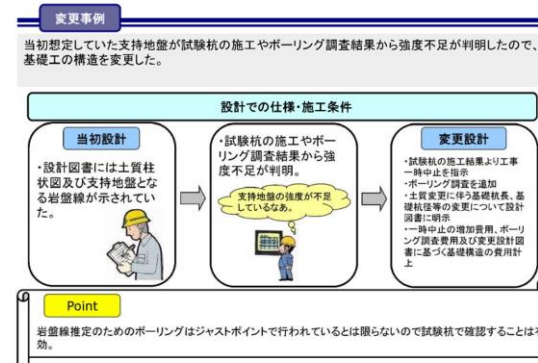 変更事例
当初想定していた支持地盤が試験杭の施工やボーリング調査結果から強度不足が判明したので、
基礎工の構造を変更した。
設計での仕様・施工条件
当初設計
・設計図書には土質柱
状図及び支持地盤とな
る岩盤線が示されてい
た。
・試験杭の施工やボー
リング調査結果から強
度不足が判明。
支持地盤の強度が不足
しているなあ。
変更設計
・試験杭の施工結果より工事
一時中止を指示
・ボーリング調査を追加
・土質変更に伴う基礎杭長、基
礎杭径等の変更について設計
図書に明示
・一時中止の増加費用、ボーリ
ング調査費用及び変更設計図
書に基づく基礎構造の費用計
上
Point
岩盤線推定のためのボーリングはジャストポイントで行われているとは限らないので試験杭で確認することは
効。